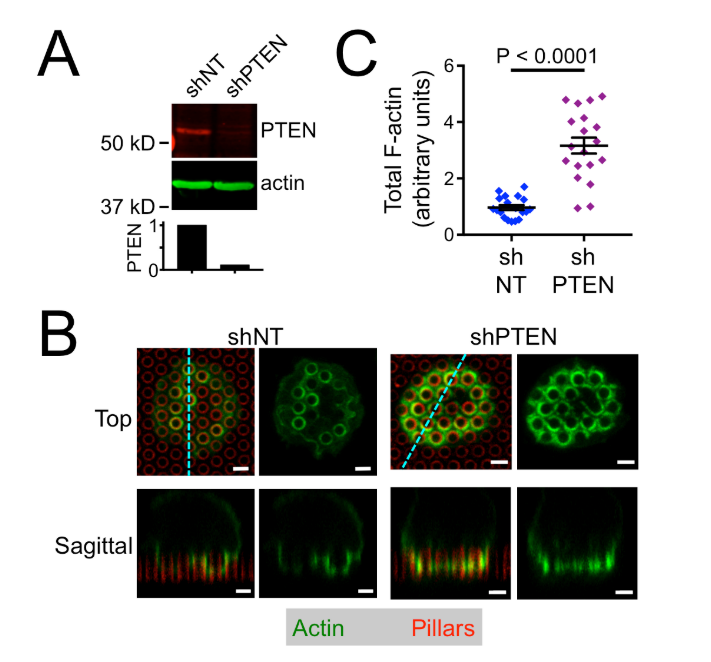 A
shNT
shPTEN
50 kD
PTEN
actin
37 kD
PTEN
1
0
C
P < 0.0001
Total F-actin
(arbitrary units)
6
4
2
0
sh
NT
sh
PTEN
B
shNT
shPTEN
Top
Sagittal
Actin
Pillars